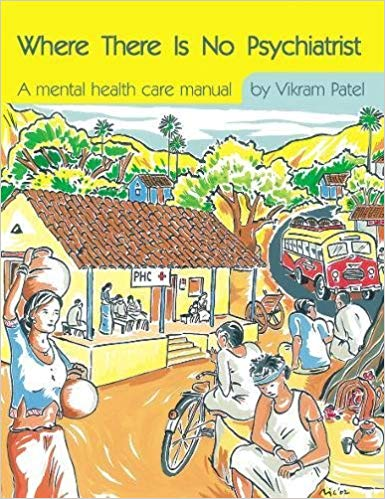 Where There Is No Psychiatrist
A mental health care manual by Vikram Patel
PHC